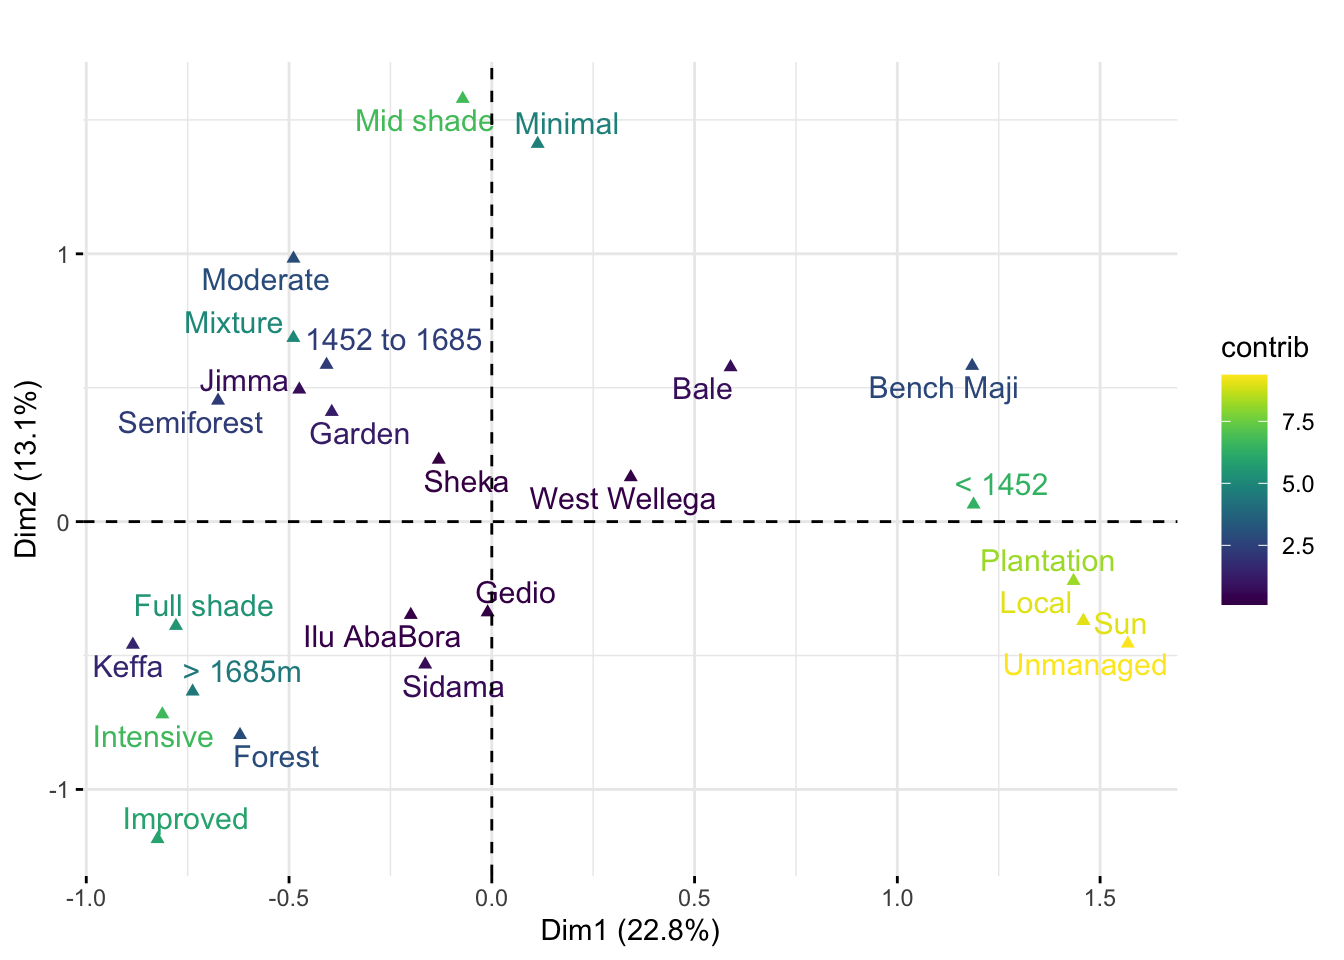 Mid shade
Minimal
Moderate
Mixture
1452 to 1685
Jimma
Semiforest
Garden
Sheka
West Wellega
Bale
Bench Maji
< 1452
Plantation
Local
Sun
Unmanaged
Gedio
Ilu AbaBora
Sidama
Full shade
Keffa
> 1685m
Intensive
Forest
Improved
1
0
-1
Dim2 (13.1%)
-1.0 -0.5 0.0 0.5 1.0 1.5
Dim1 (22.8%)
contrib
7.5
5.0
2.5